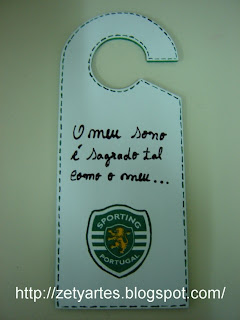 O meu sono
é sagrado tal
como o meu...
SPORTING
PORTUGAL
http://zetyartes.blogspot.com/